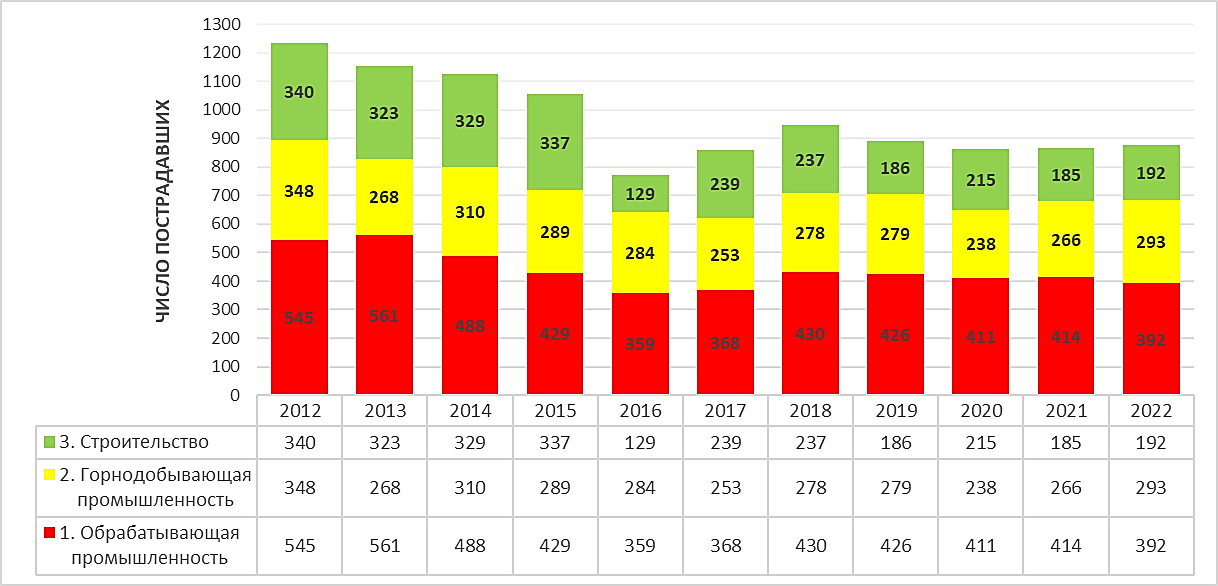 ЧИСЛО ПОСТРАДАВШИХ
1300
1200
1100
1000
900
800
700
600
500
400
300
200
100
0
340 323 329 337 129 239 237 186 215 185 192
348 268 310 289 284 253 278 279 238 266 293
545 561 488 429 359 368 430 426 411 414 392
2012 2013 2014 2015 2016 2017 2018 2019 2020 2021 2022
3. Строительство 340 323 329 337 129 239 237 186 215 185 192
2. Горнодобывающая
промышленность 348 268 310 289 284 253 278 279 238 266 293
1. Обрабатывающая
промышленность 545 561 488 429 359 368 430 426 411 414 392